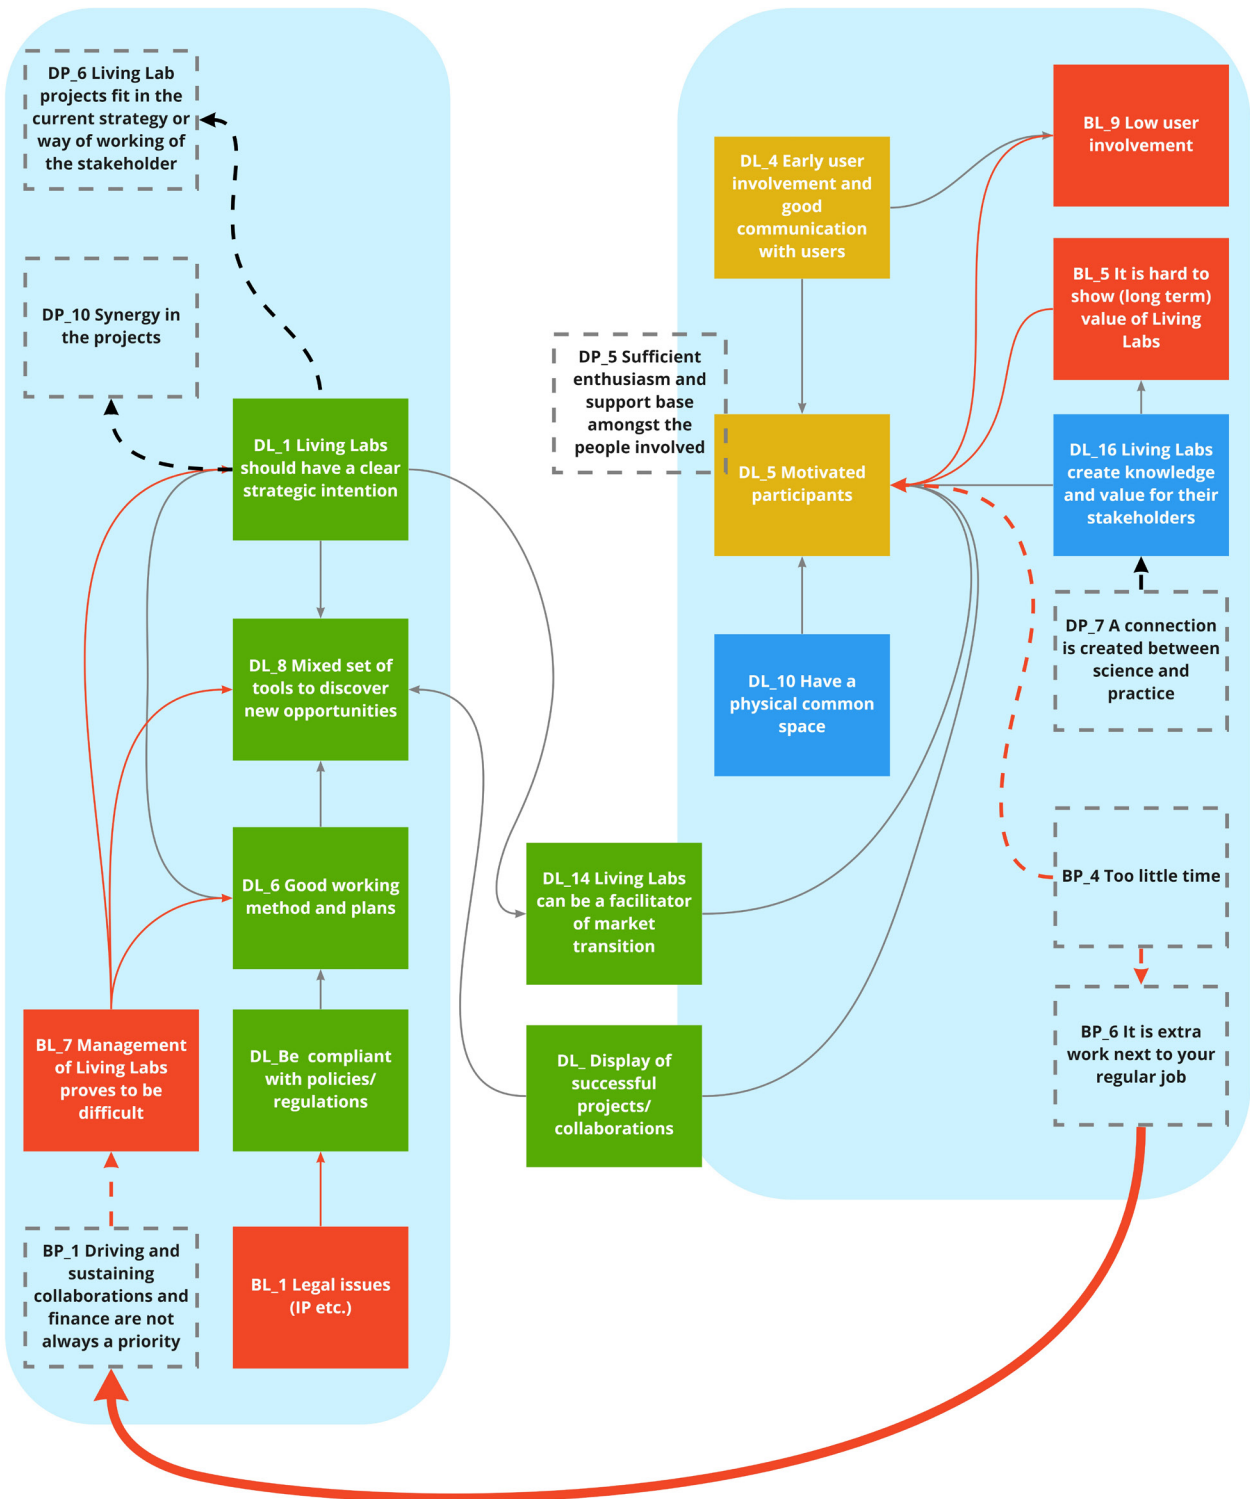 DP_6 Living Lab
projects fit in the
current strategy or
way of working of
the stakeholder
DP_10 Synergy in
the projects
DL_1 Living Labs
should have a clear
strategic intention
DL_8 Mixed set of
tools to discover
new opportunities
DL_6 Good working
method and plans
BL_7 Management
of Living Labs
proves to be
difficult
DL_Be compliant
with policies/
regulations
BP_1 Driving and
sustaining
collaborations and
finance are not
always a priority
BL_1 Legal issues
(IP etc.)
DP_5 Sufficient
enthusiasm and
support base
amongst the
people involved
DL_14 Living Labs
can be a facilitator
of market
transition
DL_ Display of
successful
projects/
collaborations
DL_4 Early user
involvement and
good
communication
with users
DL_5 Motivated
participants
DL_10 Have a
physical common
space
BL_9 Low user
involvement
BL_5 It is hard to
show (long term)
value of Living
Labs
DL_16 Living Labs
create knowledge
and value for their
stakeholders
DP_7 A connection
is created between
science and
practice
BP_4 Too little time
BP_6 It is extra
work next to your
regular job